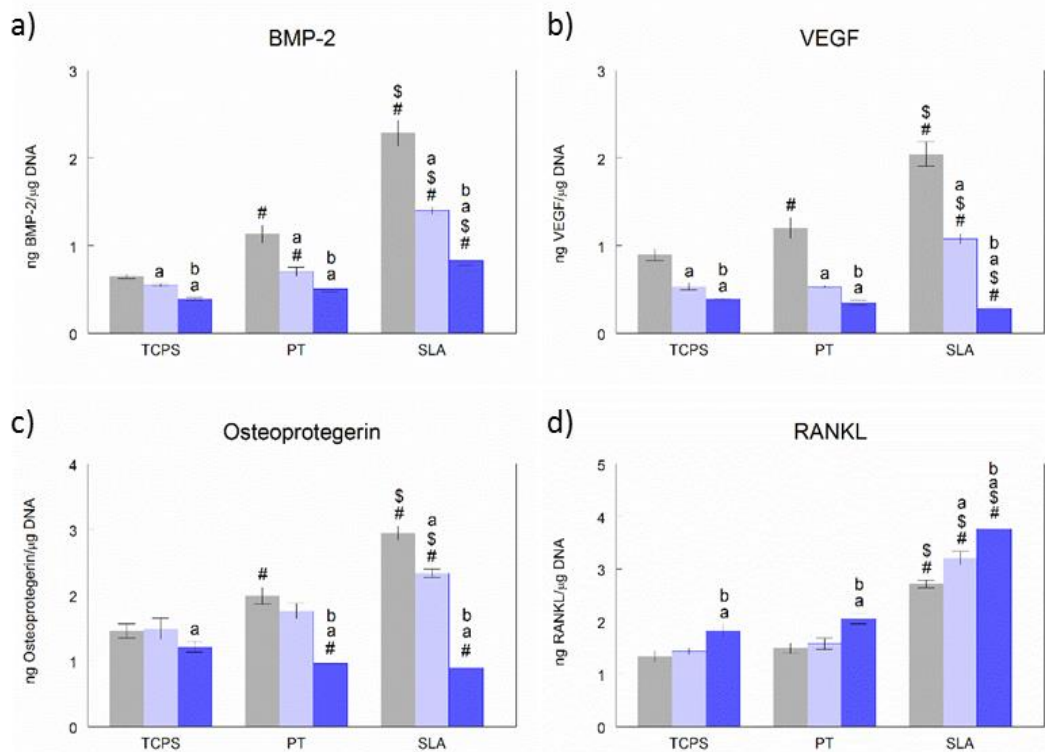 a)
BMP-2
ng BMP-2/µg DNA
3
2
1
0
a
b
a
#
a
#
b
a
$
#
a
$
#
b
a
$
#
TCPS PT SLA
b)
VEGF
ng VEGF/µg DNA
3
2
1
0
a
b
a
#
a
b
a
$
#
a
$
#
b
a
$
#
TCPS PT SLA
c)
Osteoprotegerin
ng Osteoprotegerin/µg DNA
4
3
2
1
0
a
#
b
a
#
$
#
a
$
#
b
a
#
TCPS PT SLA
d)
RANKL
ng RANKL/µg DNA
5
4
3
2
1
0
b
a
b
a
$
#
a
$
#
b
a
$
#
TCPS PT SLA